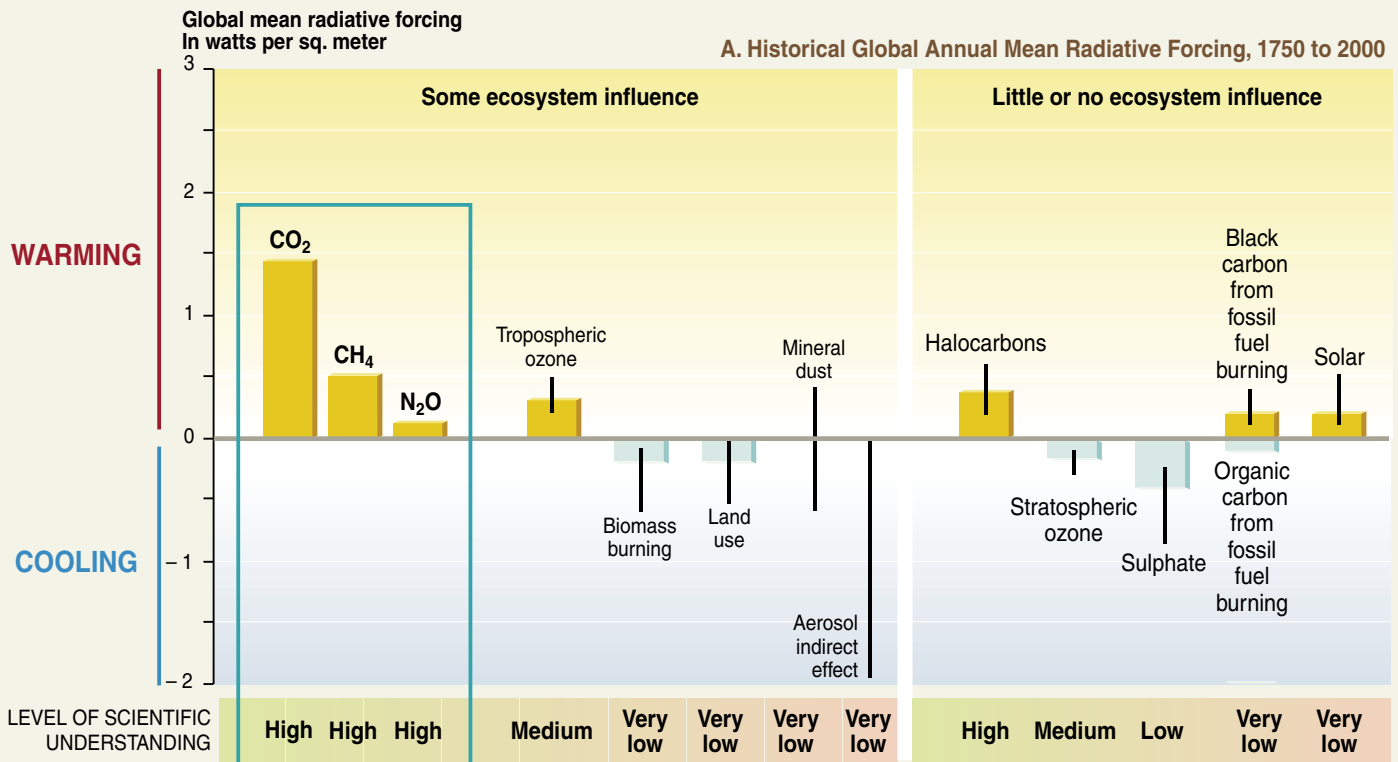 Global mean radiative forcing
In watts per sq. meter
A. Historical Global Annual Mean Radiative Forcing, 1750 to 2000
3
2
1
0
– 1
– 2
WARMING
COOLING
Some ecosystem influence
CO₂
CH₄
N₂O
Tropospheric
ozone
Biomass
burning
Land
use
Mineral
dust
Aerosol
indirect
effect
Little or no ecosystem influence
Halocarbons
Stratospheric
ozone
Sulphate
Black
carbon
from
fossil
fuel
burning
Organic
carbon
from
fossil
fuel
burning
Solar
LEVEL OF SCIENTIFIC
UNDERSTANDING
High
High
High
Medium
Very
low
Very
low
Very
low
Very
low
High
Medium
Low
Very
low
Very
low